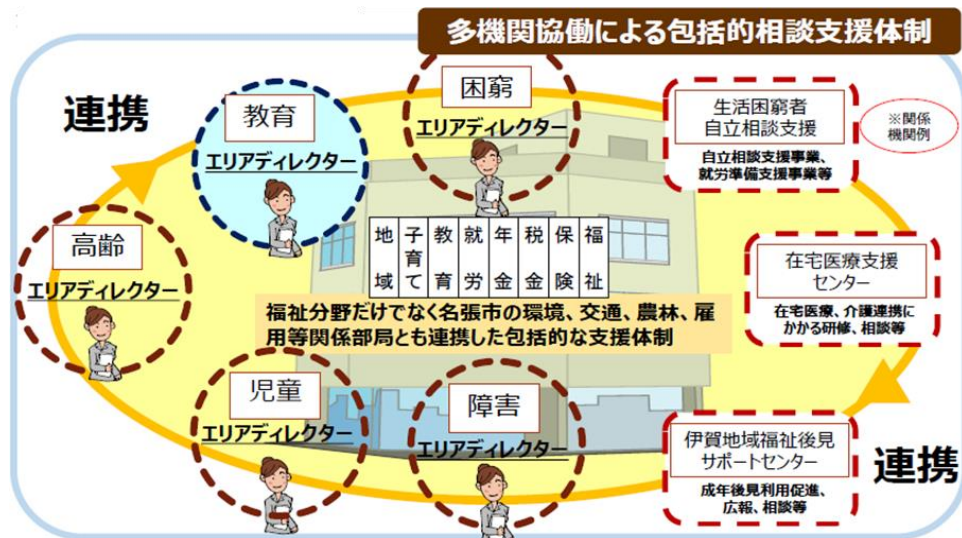 多機関協働による包括的相談支援体制
連携
教育
エリアディレクター
困窮
エリアディレクター
生活困窮者
自立相談支援
自立相談支援事業、
就労準備支援事業等
※関係
機関例
高齢
エリアディレクター
地域
子育て
教育
就労
年金
税金
保険
福祉
福祉分野だけでなく名張市の環境、交通、農林、雇
用等関係部局とも連携した包括的な支援体制
在宅医療支援
センター
在宅医療、介護連携に
かかる研修、相談等
児童
エリアディレクター
障害
エリアディレクター
伊賀地域福祉後見
サポートセンター
成年後見利用促進、
広報、相談等
連携